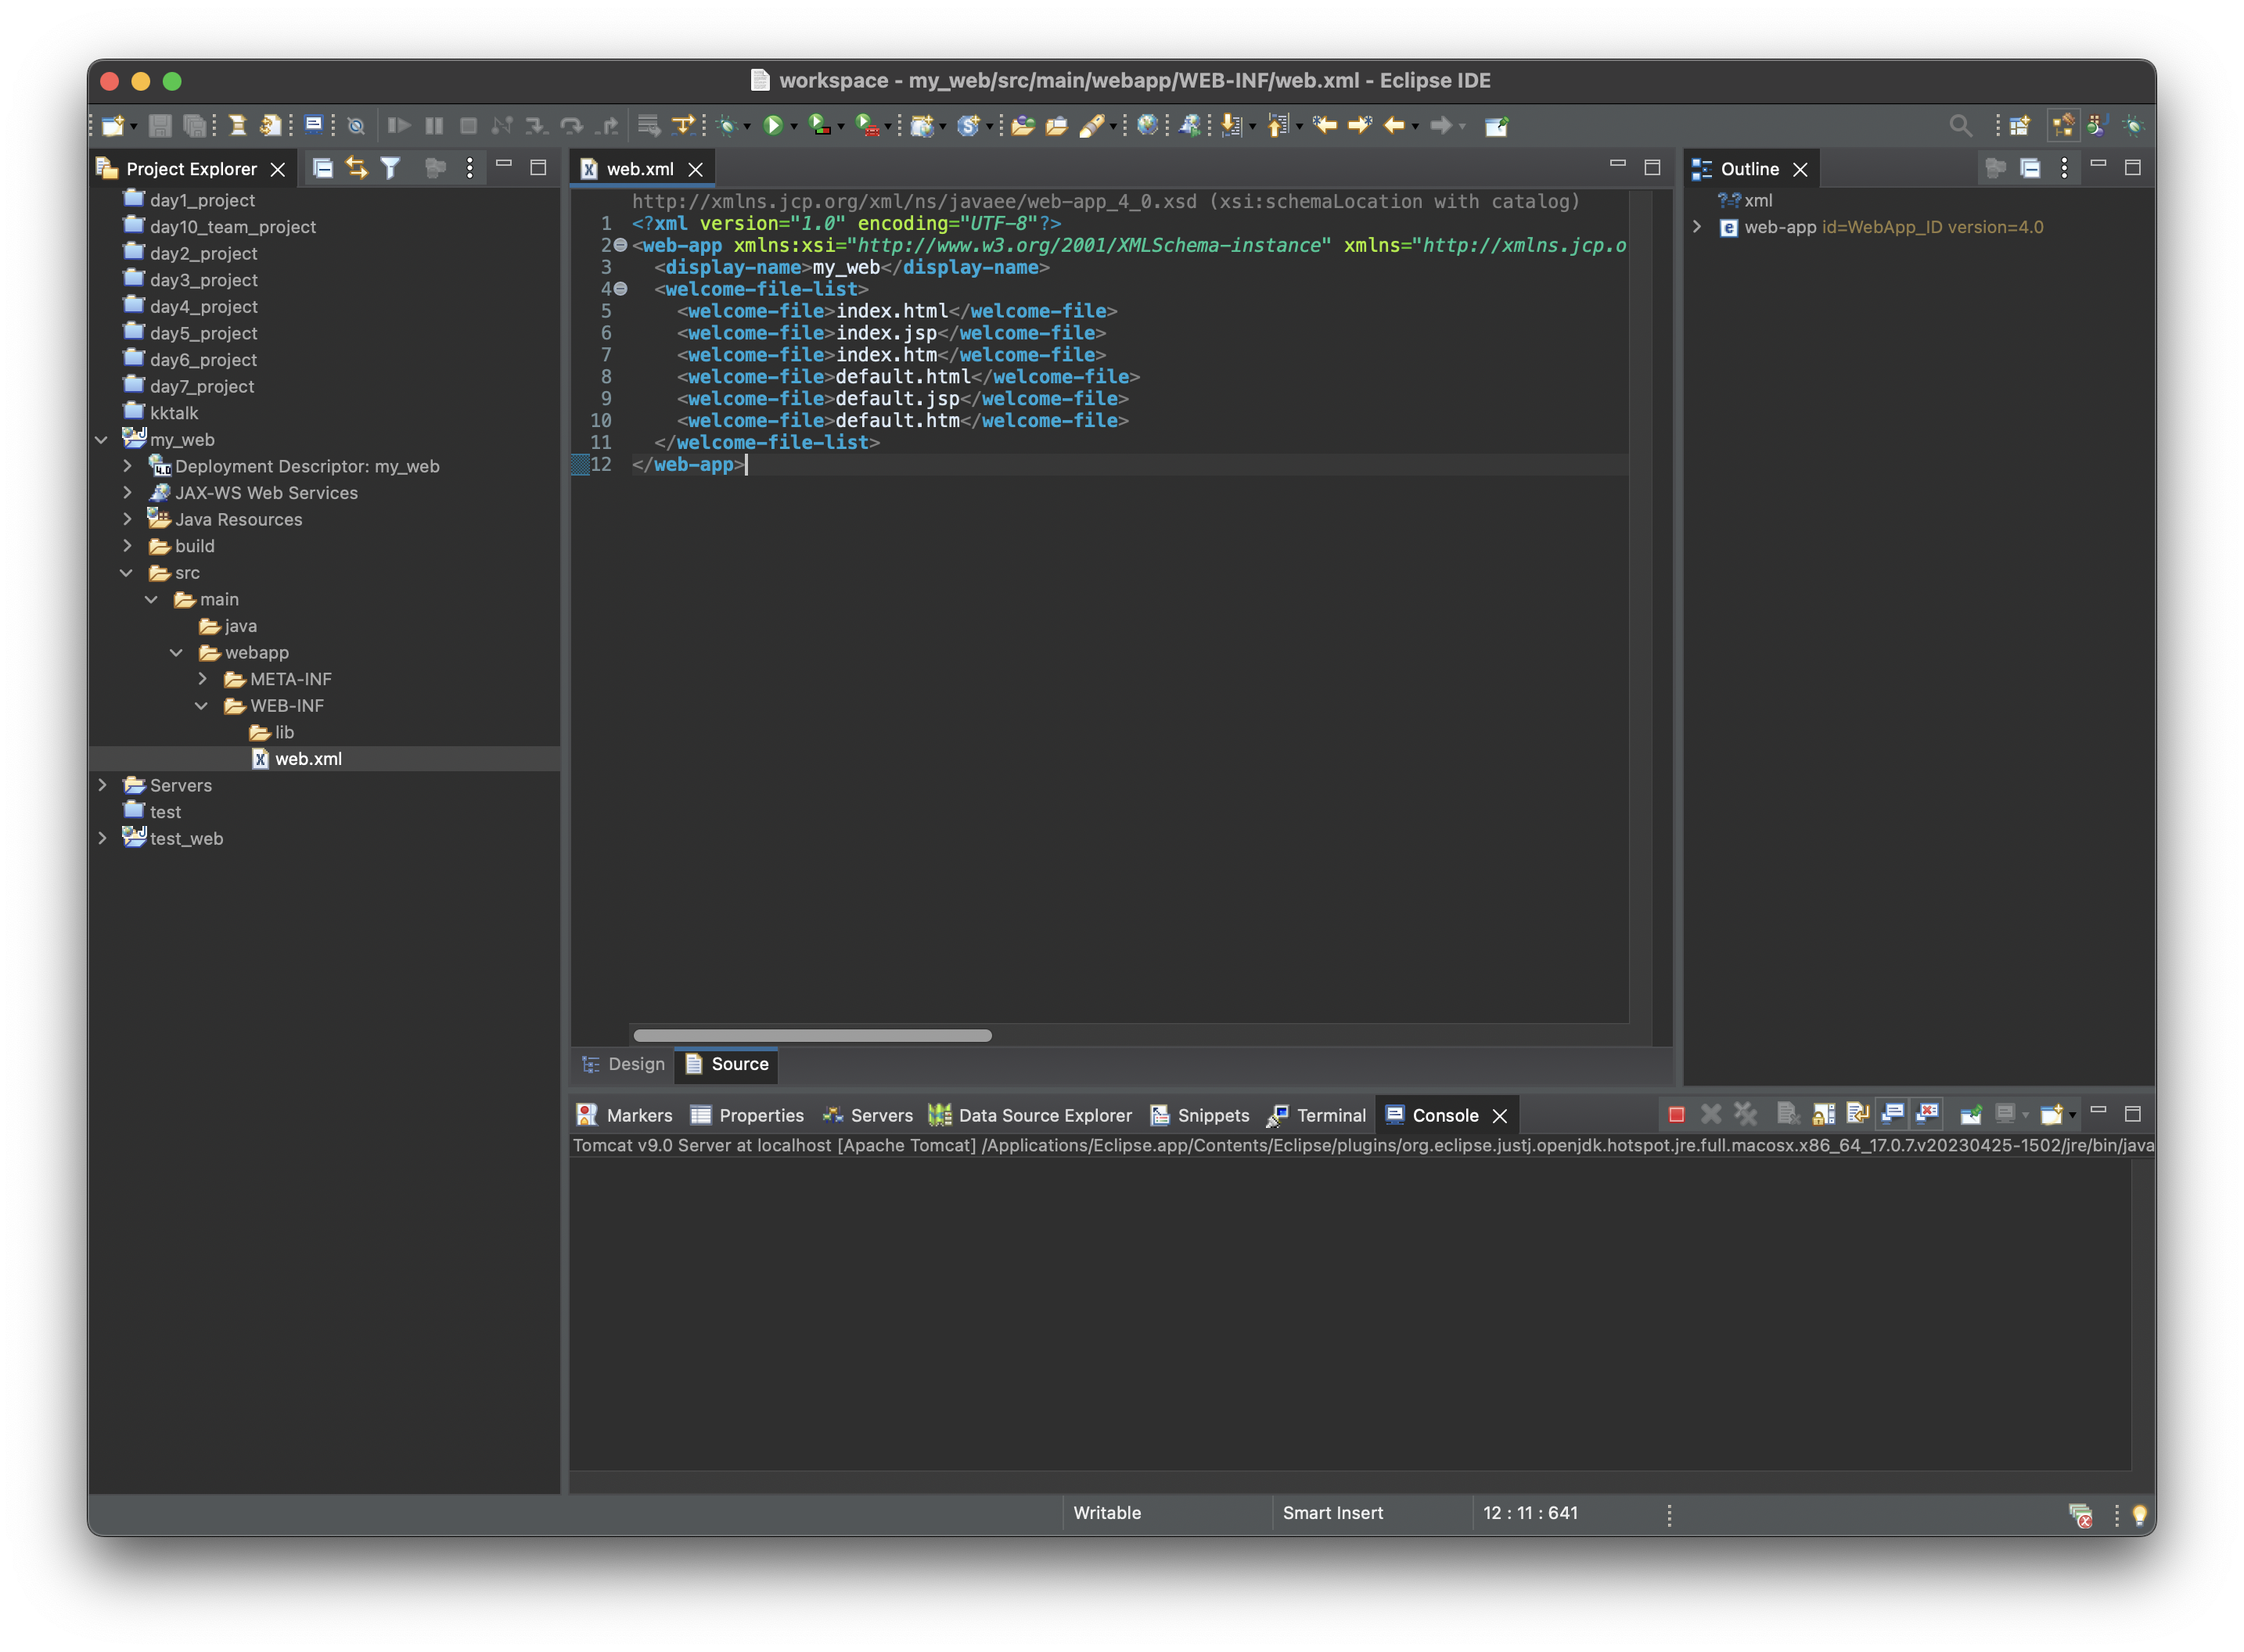 workspace - my_web/src/main/webapp/WEB-INF/web.xml - Eclipse IDE
Project Explorer
day1_project
day10_team_project
day2_project
day3_project
day4_project
day5_project
day6_project
day7_project
kktalk
my_web
Deployment Descriptor: my_web
JAX-WS Web Services
Java Resources
build
src
main
java
webapp
META-INF
WEB-INF
lib
web.xml
Servers
test
test_web
web.xml
http://xmlns.jcp.org/xml/ns/javaee/web-app_4_0.xsd (xsi:schemaLocation with catalog)
1 <?xml version="1.0" encoding="UTF-8"?>
2 <web-app xmlns:xsi="http://www.w3.org/2001/XMLSchema-instance" xmlns="http://xmlns.jcp.o
3 <display-name>my_web</display-name>
4 <welcome-file-list>
5 <welcome-file>index.html</welcome-file>
6 <welcome-file>index.jsp</welcome-file>
7 <welcome-file>index.htm</welcome-file>
8 <welcome-file>default.html</welcome-file>
9 <welcome-file>default.jsp</welcome-file>
10 <welcome-file>default.htm</welcome-file>
11 </welcome-file-list>
12 </web-app>
Design Source
Outline
xml
web-app id=WebApp_ID version=4.0
Markers Properties Servers Data Source Explorer Snippets Terminal Console
Tomcat v9.0 Server at localhost [Apache Tomcat] /Applications/Eclipse.app/Contents/Eclipse/plugins/org.eclipse.justj.openjdk.hotspot.jre.full.macosx.x86_64_17.0.7.v20230425-1502/jre/bin/java
Writable Smart Insert 12 : 11 : 641